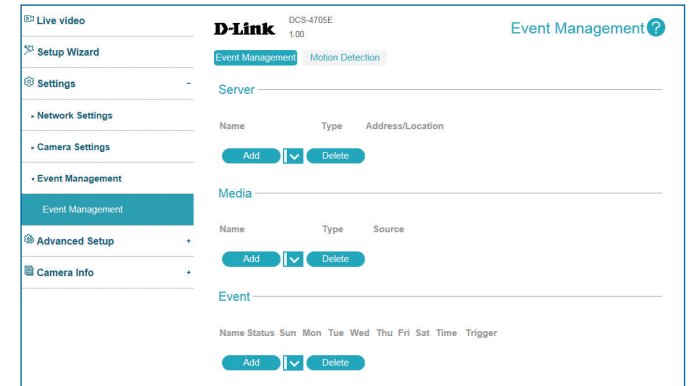 Live video
Setup Wizard
Settings -
Network Settings
Camera Settings
Event Management
Event Management
Advanced Setup +
Camera Info +
D-Link DCS-4705E
1.00
Event Management ?
Event Management Motion Detection
Server
Name Type Address/Location
Add Delete
Media
Name Type Source
Add Delete
Event
Name Status Sun Mon Tue Wed Thu Fri Sat Time Trigger
Add Delete